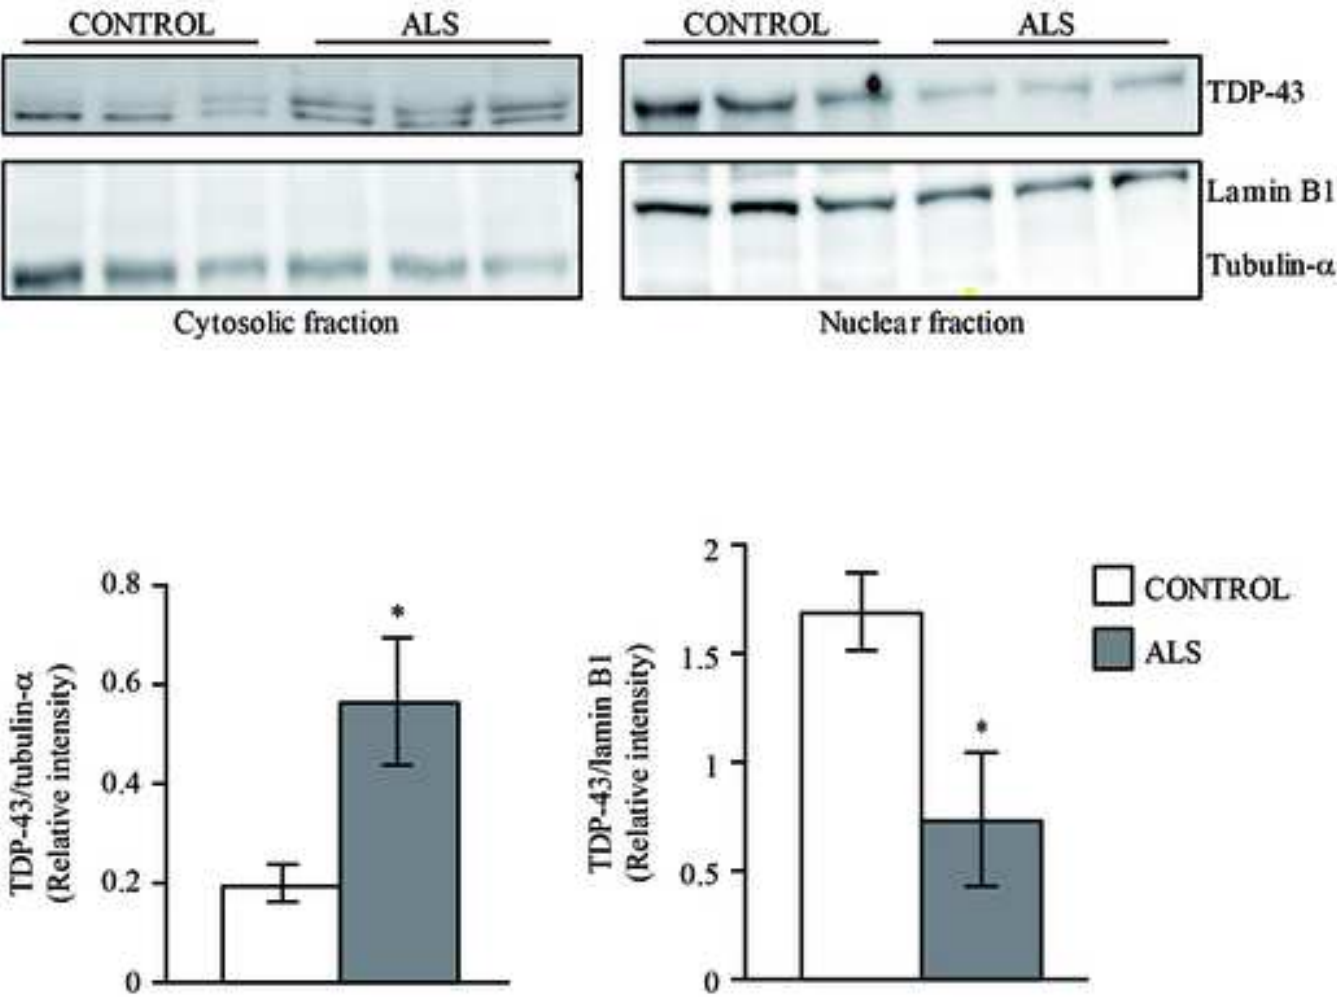 CONTROL ALS CONTROL ALS
TDP-43
Lamin B1
Tubulin-α
Cytosolic fraction Nuclear fraction
TDP-43/tubulin-α
(Relative intensity)
0.8
0.6
0.4
0.2
0
*
TDP-43/lamin B1
(Relative intensity)
2
1.5
1
0.5
0
*
CONTROL
ALS